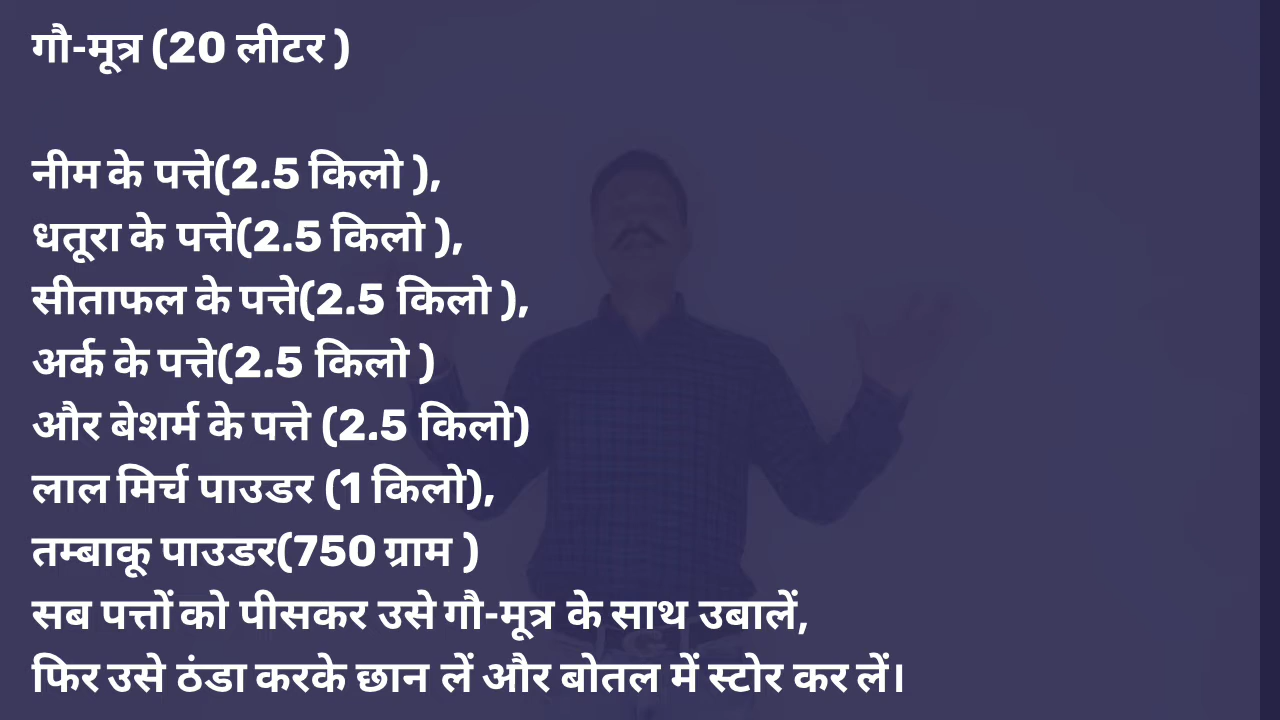 गौ-मूत्र (20 लीटर )
नीम के पत्ते(2.5 किलो ),
धतूरा के पत्ते(2.5 किलो ),
सीताफल के पत्ते(2.5 किलो ),
अर्क के पत्ते(2.5 किलो )
और बेशर्म के पत्ते (2.5 किलो)
लाल मिर्च पाउडर (1 किलो),
तम्बाकू पाउडर(750 ग्राम )
सब पत्तों को पीसकर उसे गौ-मूत्र के साथ उबालें,
फिर उसे ठंडा करके छान लें और बोतल में स्टोर कर लें।